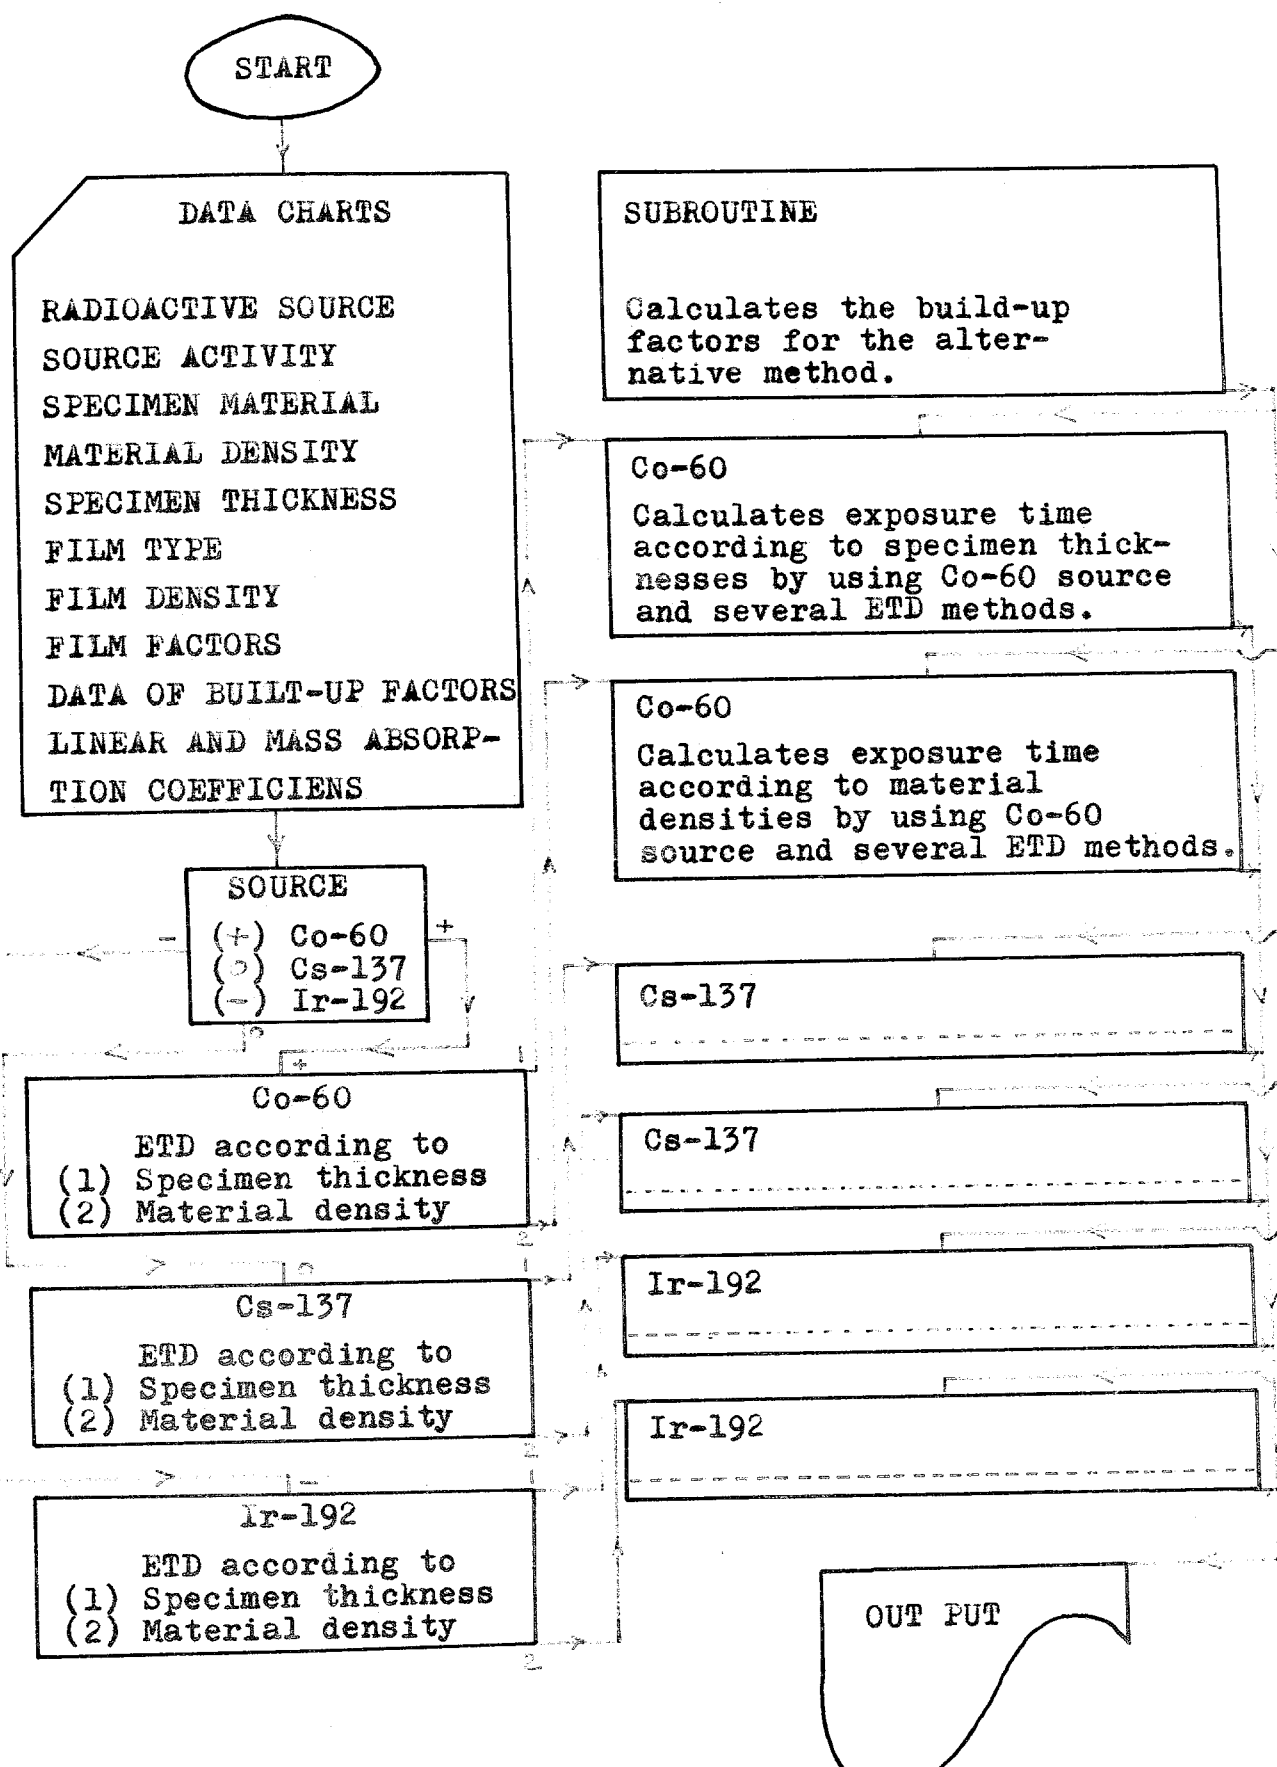 START
DATA CHARTS
RADIOACTIVE SOURCE
SOURCE ACTIVITY
SPECIMEN MATERIAL
MATERIAL DENSITY
SPECIMEN THICKNESS
FILM TYPE
FILM DENSITY
FILM FACTORS
DATA OF BUILT-UP FACTORS
LINEAR AND MASS ABSORP-
TION COEFFICIENS
SOURCE
(+) Co-60
(o) Cs-137
(-) Ir-192
-
+
o
+
Co-60
ETD according to
(1) Specimen thickness
(2) Material density
1
2
o
Cs-137
ETD according to
(1) Specimen thickness
(2) Material density
1
2
-
Ir-192
ETD according to
(1) Specimen thickness
(2) Material density
1
2
SUBROUTINE
Calculates the build-up
factors for the alter-
native method.
Co-60
Calculates exposure time
according to specimen thick-
nesses by using Co-60 source
and several ETD methods.
Co-60
Calculates exposure time
according to material
densities by using Co-60
source and several ETD methods.
Cs-137
Cs-137
Ir-192
Ir-192
OUT PUT